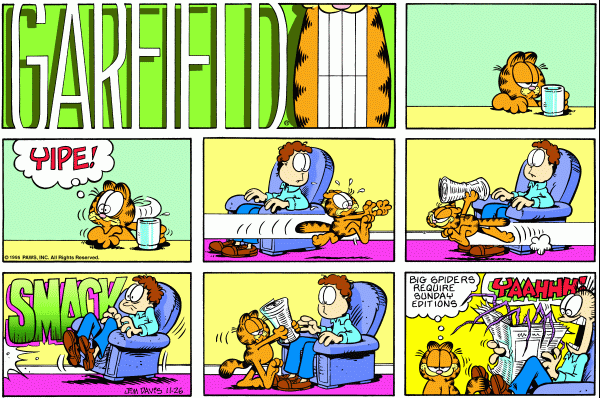 GARFIELD
YIPE!
© 1995 PAWS, INC. All Rights Reserved.
SMACK
JIM DAVIS 11-26
BIG SPIDERS
REQUIRE
SUNDAY
EDITIONS
YAAHHH!